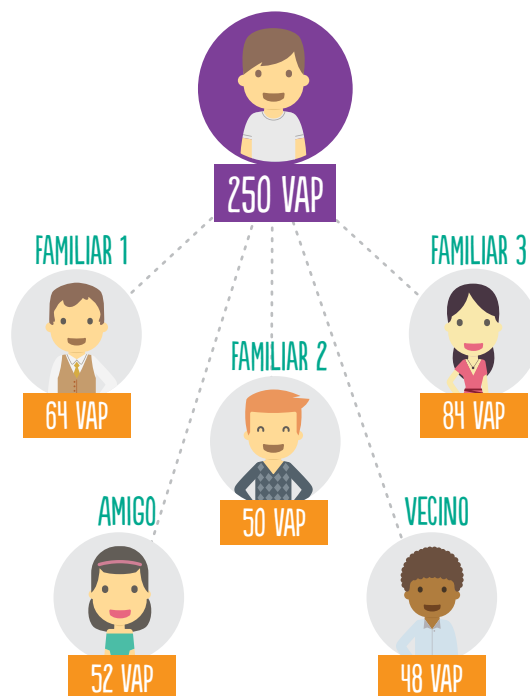 250 VAP
FAMILIAR 1
64 VAP
FAMILIAR 3
84 VAP
FAMILIAR 2
50 VAP
AMIGO
52 VAP
VECINO
48 VAP